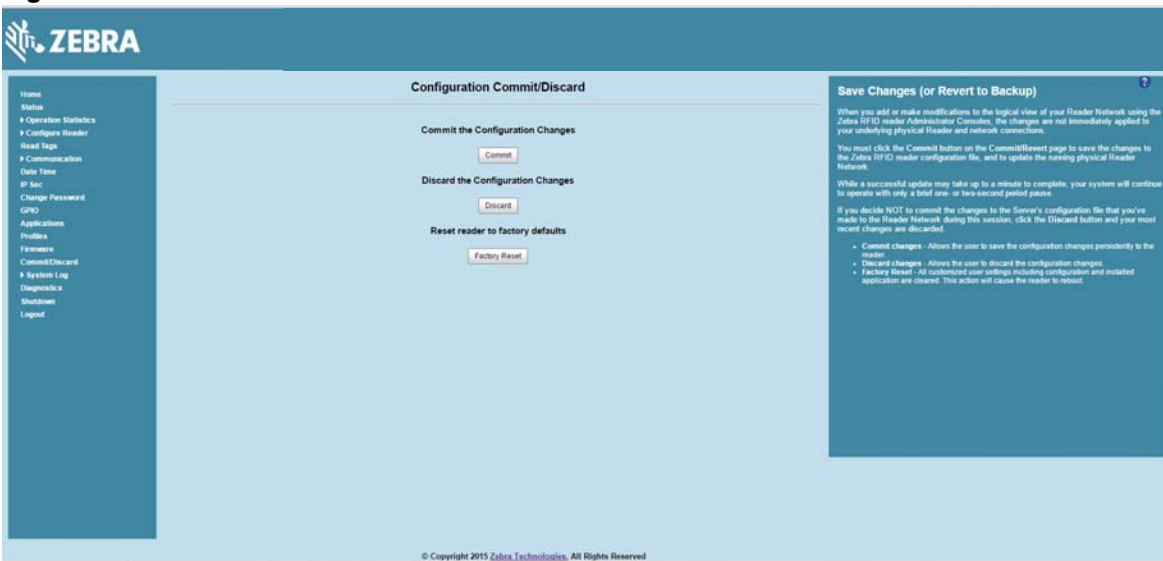 ZEBRA
Home
Status
Operation Statistics
Configure Reader
Read Tags
Communication
Date Time
IP Sec
Change Password
GPIO
Applications
Profiles
Firmware
Commit/Discard
System Log
Diagnostics
Shutdown
Logout
Configuration Commit/Discard
Commit the Configuration Changes
Commit
Discard the Configuration Changes
Discard
Reset reader to factory defaults
Factory Reset
?
Save Changes (or Revert to Backup)
When you add or make modifications to the logical view of your Reader Network using the
Zebra RFID reader Administrator Consoles, the changes are not immediately applied to
your underlying physical Reader and network connections.
You must click the Commit button on the Commit/Revert page to save the changes to
the Zebra RFID reader configuration file, and to update the running physical Reader
Network.
While a successful update may take up to a minute to complete, your system will continue
to operate with only a brief one- or two-second period pause.
If you decide NOT to commit the changes to the Server's configuration file that you've
made to the Reader Network during this session, click the Discard button and your most
recent changes are discarded.
• Commit changes - Allows the user to save the configuration changes persistently to the
reader.
• Discard changes - Allows the user to discard the configuration changes.
• Factory Reset - All customized user settings including configuration and installed
application are cleared. This action will cause the reader to reboot.
© Copyright 2015 Zebra Technologies, All Rights Reserved